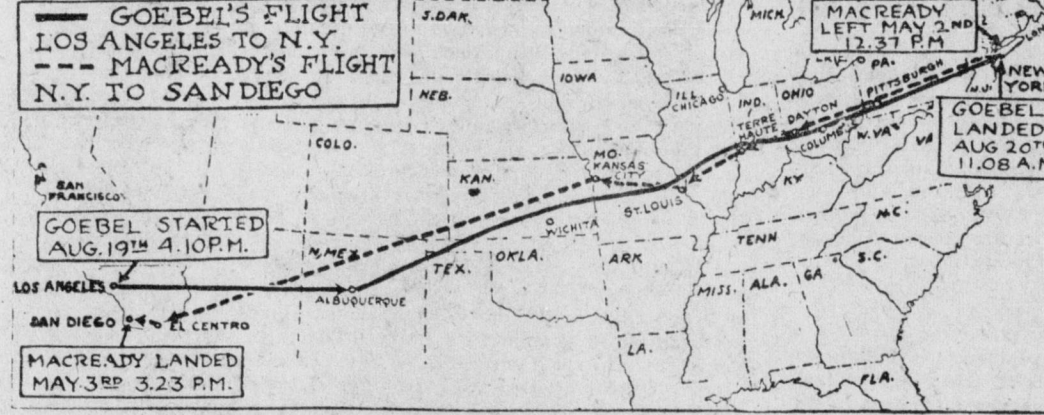 GOEBEL'S FLIGHT
LOS ANGELES TO N.Y.
MACREADY'S FLIGHT
N.Y. TO SAN DIEGO
S.DAK.
NEB.
IOWA
MICH.
MACREADY
LEFT MAY 2ND
12.37 P.M
PA.
NEW
YORK
N.J.
GOEBEL
LANDED
AUG 20TH
11.08 A.M
ILL
CHICAGO
IND.
OHIO
PITTSBURGH
TERRE
HAUTE
DAYTON
W.VA
VA
COLO.
KAN.
MO.
KANSAS
CITY
ST. LOUIS
KY.
WICHITA
SAN
FRANCISCO
GOEBEL STARTED
AUG. 19TH 4.10 P.M.
N.MEX
TEX.
OKLA.
ARK
TENN
N.C.
S.C.
MISS.
ALA.
GA
LOS ANGELES
ALBUQUERQUE
SAN DIEGO
EL CENTRO
MACREADY LANDED
MAY 3RD 3.23 P.M.
LA.
FLA.